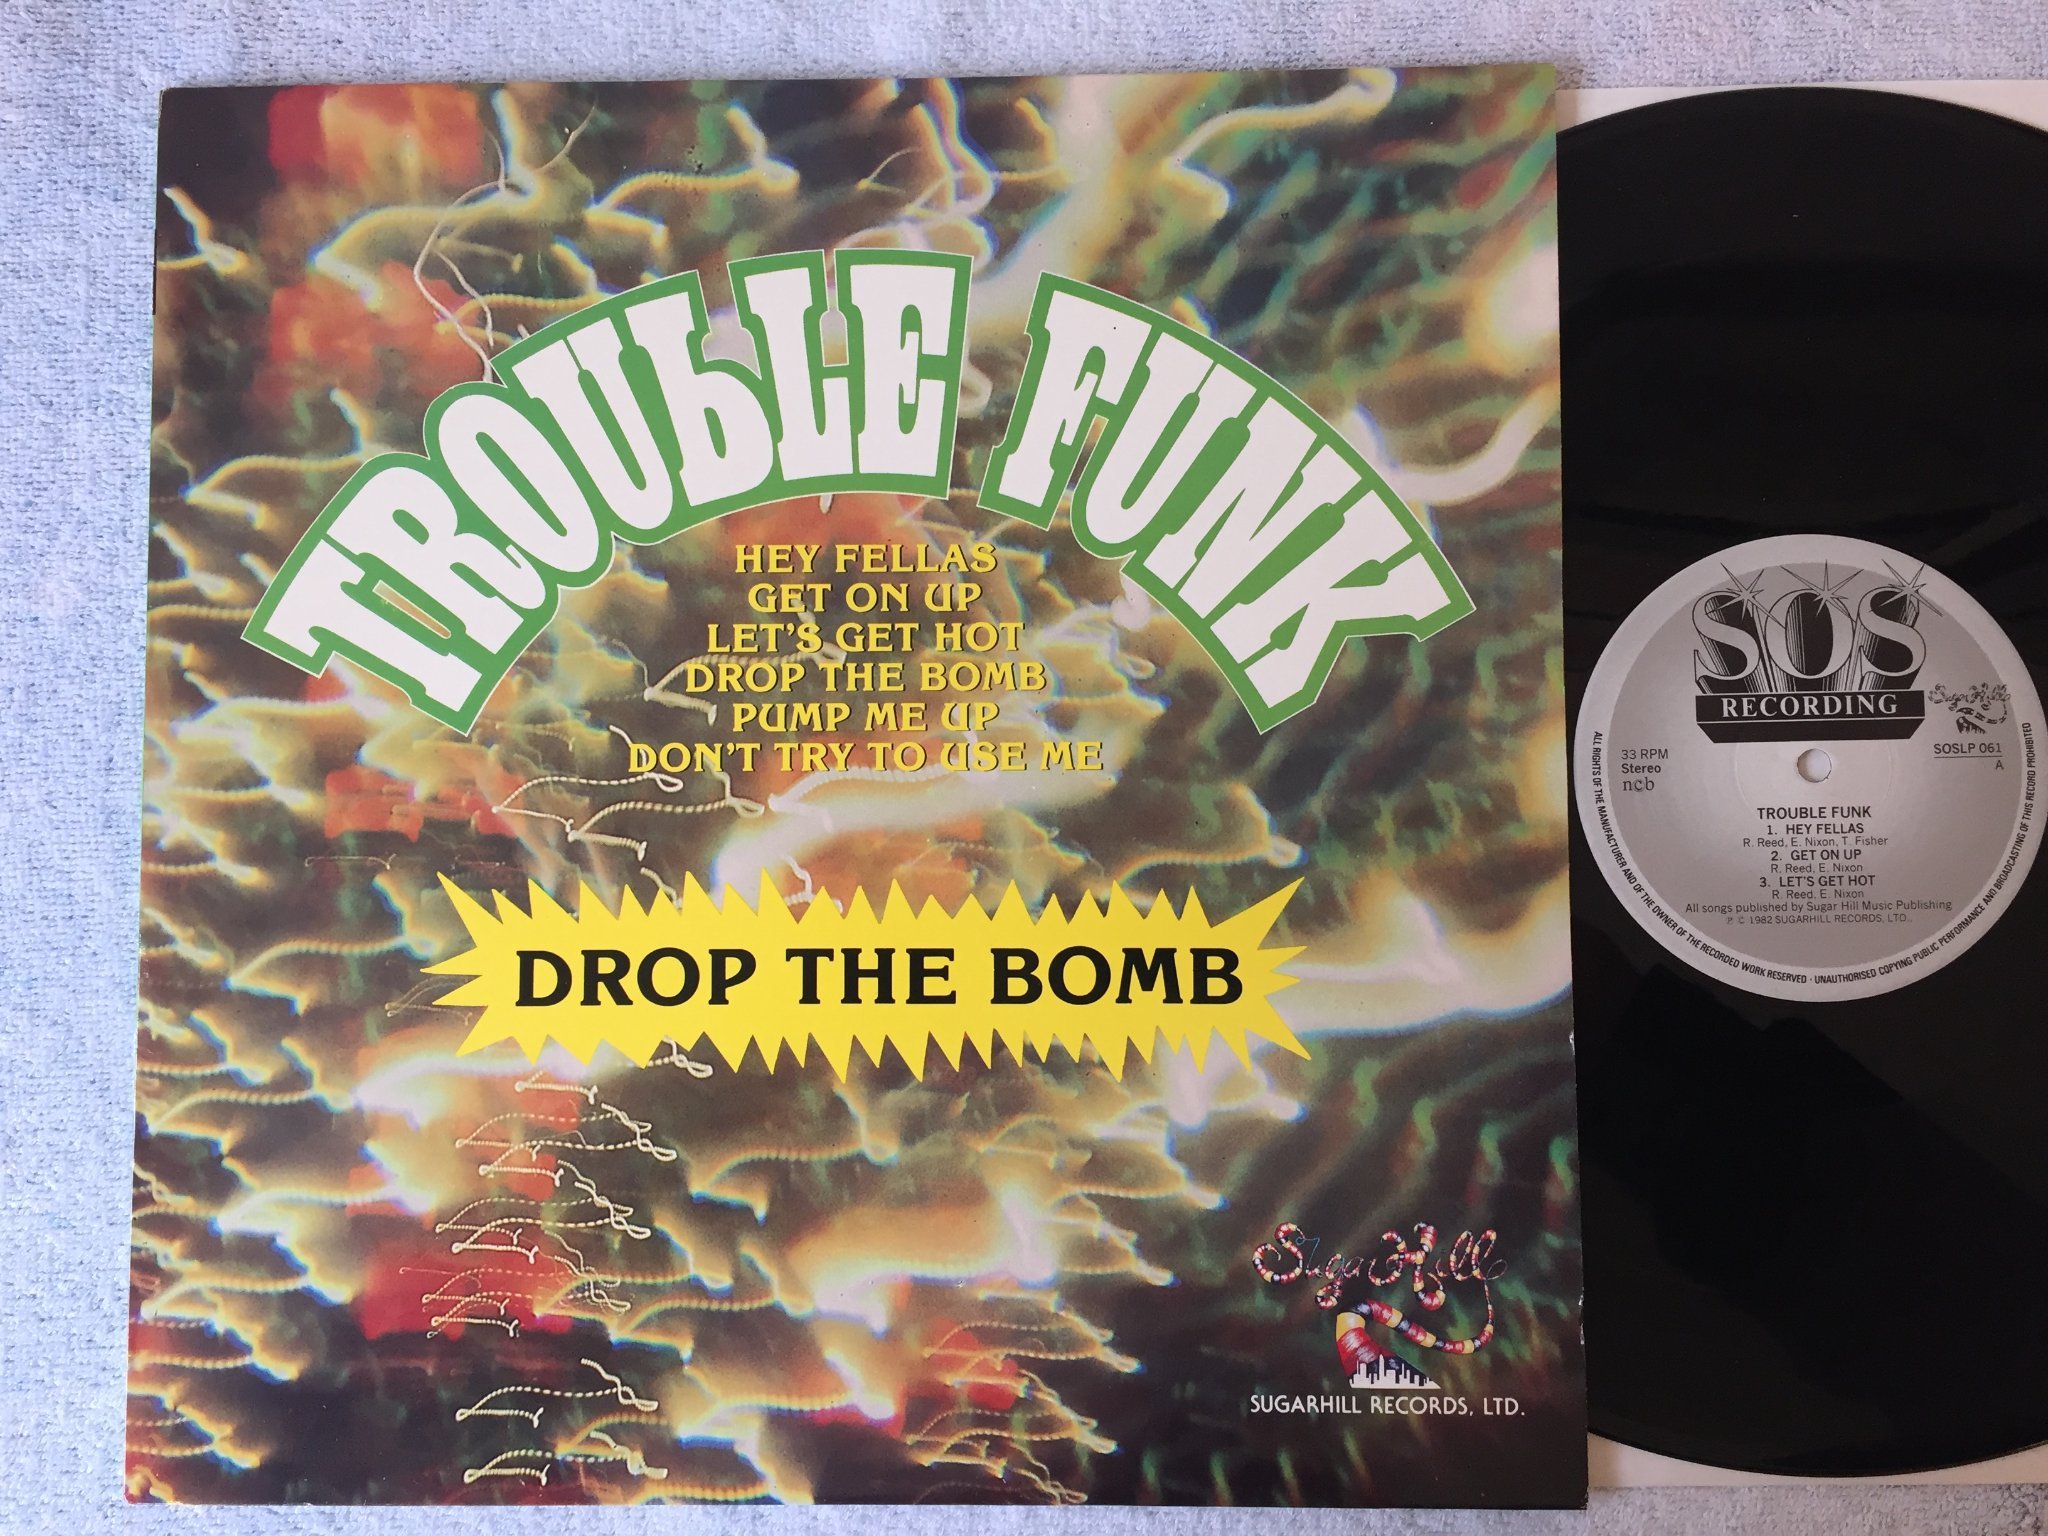 TROUBLE FUNK
HEY FELLAS
GET ON UP
LET'S GET HOT
DROP THE BOMB
PUMP ME UP
DON'T TRY TO USE ME
DROP THE BOMB
Sugar Hill
SUGARHILL RECORDS, LTD.
SOS
RECORDING
Sugar Hill
33 RPM
Stereo
ncb
SOSLP 061
A
TROUBLE FUNK
1. HEY FELLAS
R. Reed, E. Nixon, T. Fisher
2. GET ON UP
R. Reed, E. Nixon
3. LET'S GET HOT
R. Reed, E. Nixon
All songs published by Sugar Hill Music Publishing
℗ © 1982 SUGARHILL RECORDS, LTD..
ALL RIGHTS OF THE MANUFACTURER AND OF THE OWNER OF THE RECORDED WORK RESERVED · UNAUTHORISED COPYING PUBLIC PERFORMANCE AND BROADCASTING OF THIS RECORD PROHIBITED